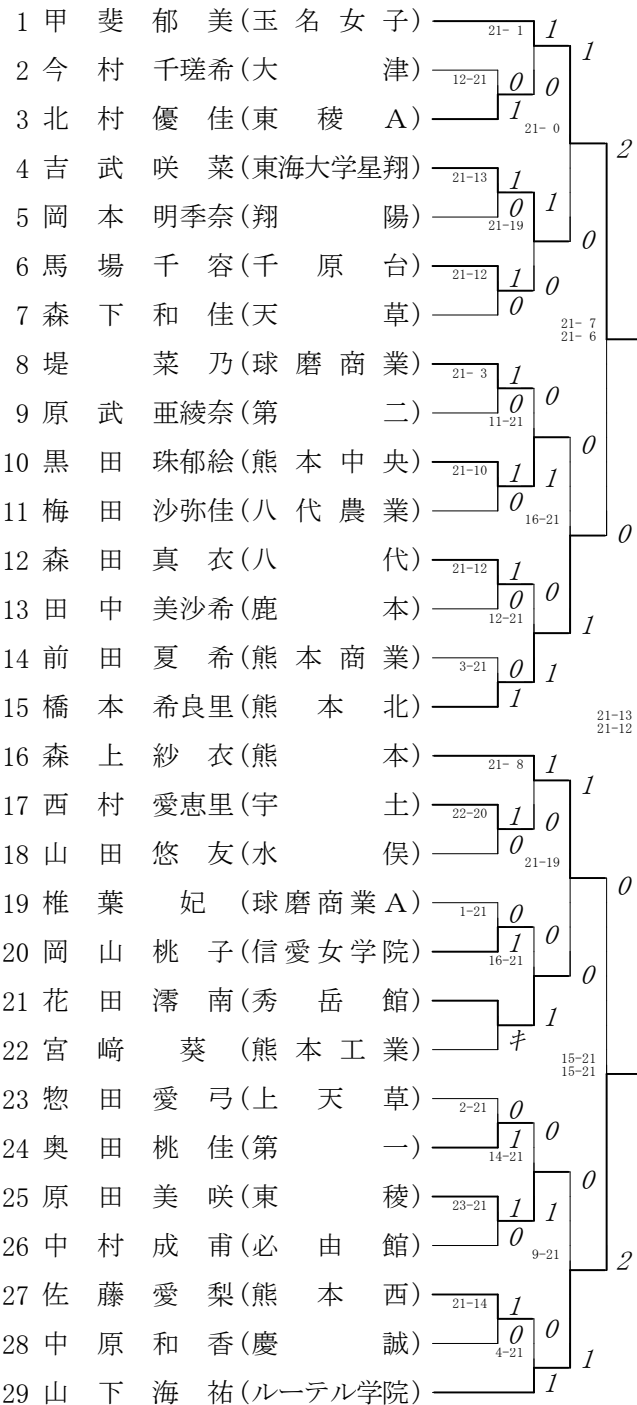 1 甲 斐 郁 美(玉 名 女 子) 21- 1 1 1
2 今 村 千瑳希(大 津) 12-21 0 0
3 北 村 優 佳(東 稜 A) 1 21- 0 2
4 吉 武 咲 菜(東海大学星翔) 21-13 1 1
5 岡 本 明季奈(翔 陽) 0 21-19 0
6 馬 場 千 容(千 原 台) 21-12 1 0
7 森 下 和 佳(天 草) 0 21- 7 21- 6
8 堤 菜 乃(球 磨 商 業) 21- 3 1 0
9 原 武 亜綾奈(第 二) 0 11-21 0
10 黒 田 珠郁絵(熊 本 中 央) 21-10 1 1
11 梅 田 沙弥佳(八 代 農 業) 0 16-21 0
12 森 田 真 衣(八 代) 21-12 1 0
13 田 中 美沙希(鹿 本) 0 12-21 1
14 前 田 夏 希(熊 本 商 業) 3-21 0 1
15 橋 本 希良里(熊 本 北) 1 21-13 21-12
16 森 上 紗 衣(熊 本) 21- 8 1 1
17 西 村 愛恵里(宇 土) 22-20 1 0
18 山 田 悠 友(水 俣) 0 21-19 0
19 椎 葉 妃 (球磨商業A) 1-21 0 0
20 岡 山 桃 子(信愛女学院) 1 16-21 0
21 花 田 澪 南(秀 岳 館) 1
22 宮 﨑 葵 (熊 本 工 業) キ 15-21 15-21
23 惣 田 愛 弓(上 天 草) 2-21 0 0
24 奥 田 桃 佳(第 一) 1 14-21 0
25 原 田 美 咲(東 稜) 23-21 1 1
26 中 村 成 甫(必 由 館) 0 9-21 2
27 佐 藤 愛 梨(熊 本 西) 21-14 1 0
28 中 原 和 香(慶 誠) 0 4-21 1
29 山 下 海 祐(ルーテル学院) 1